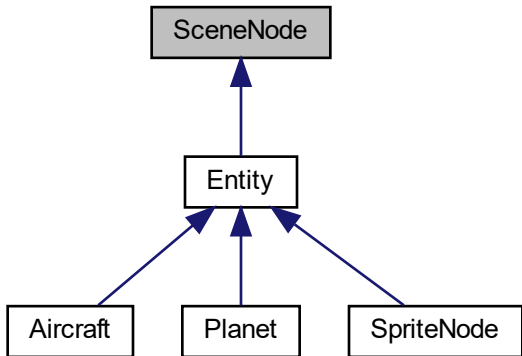 SceneNode
Entity
Aircraft
Planet
SpriteNode